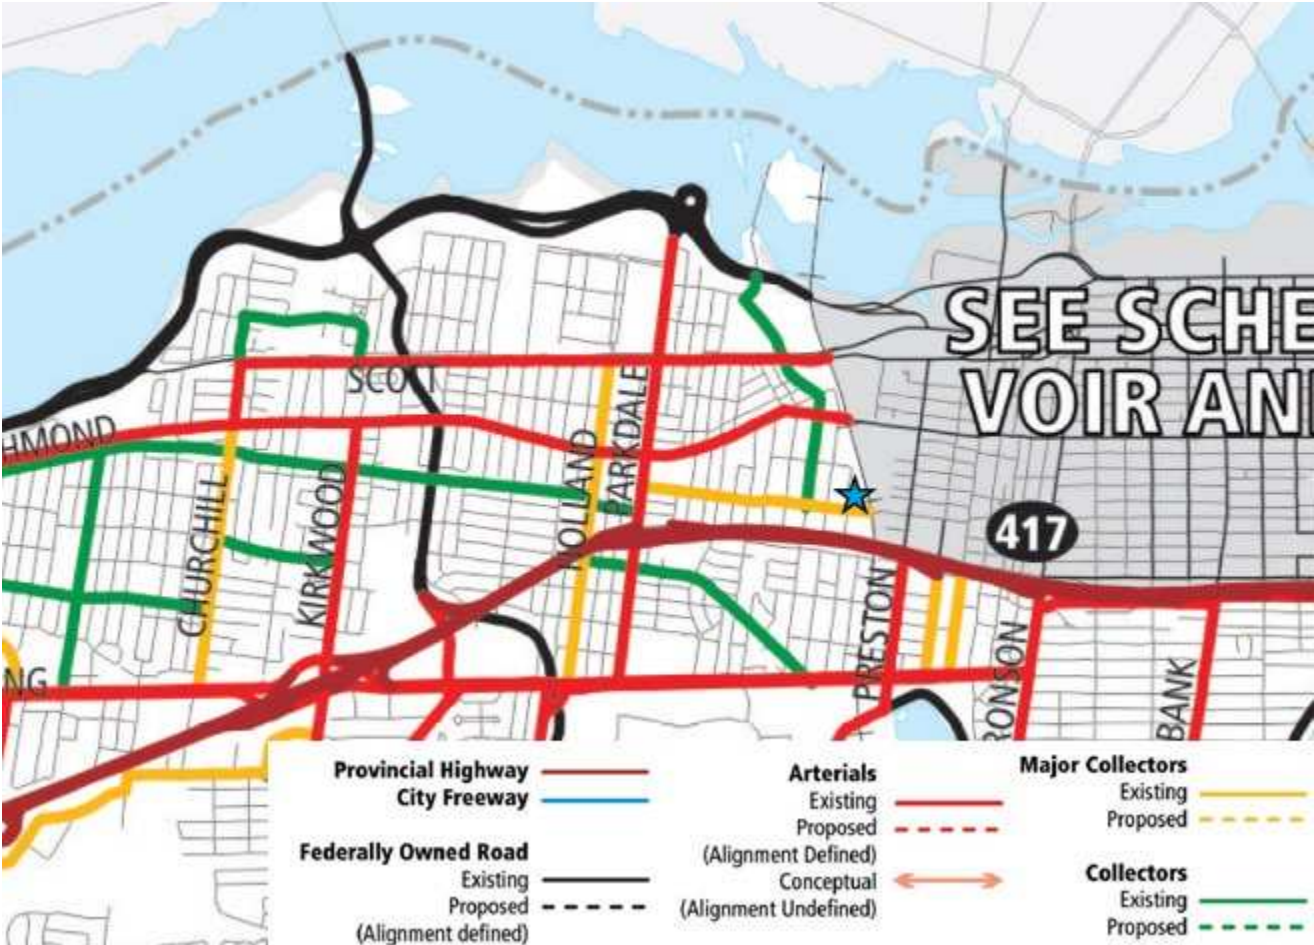 SEE SCHE
VOIR AN
SCOTT
HMOND
HOLLAND
PARKDALE
CHURCHILL
KIRKWOOD
417
PRESTON
RONSON
BANK
NG
Provincial Highway
City Freeway
Federally Owned Road
Existing
Proposed
(Alignment defined)
Arterials
Existing
Proposed
(Alignment Defined)
Conceptual
(Alignment Undefined)
Major Collectors
Existing
Proposed
Collectors
Existing
Proposed